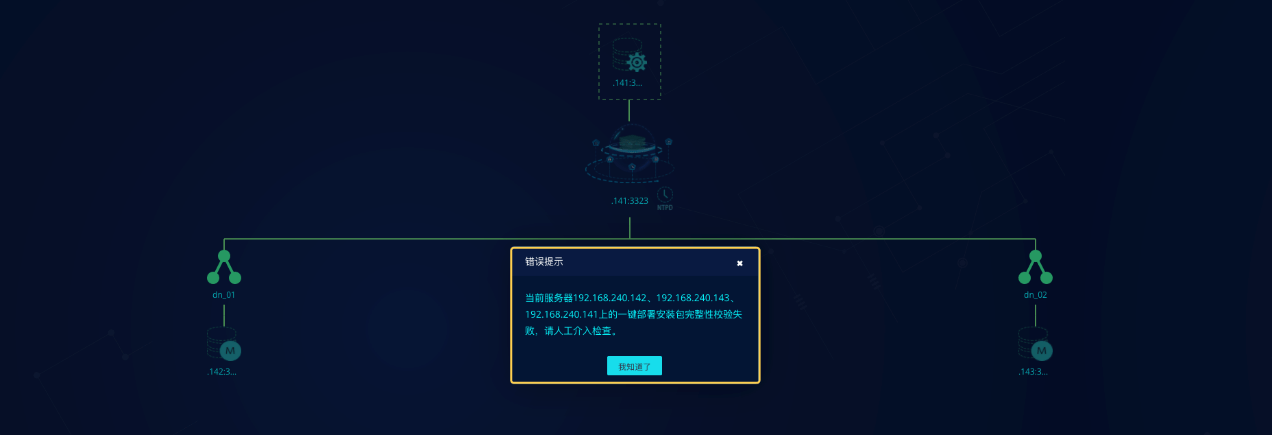 .141:3...
.141:3323
NTPD
错误提示
当前服务器192.168.240.142、192.168.240.143、
192.168.240.141上的一键部署安装包完整性校验失
败，请人工介入检查。
我知道了
dn_01
dn_02
M
M
.142:3...
.143:3...